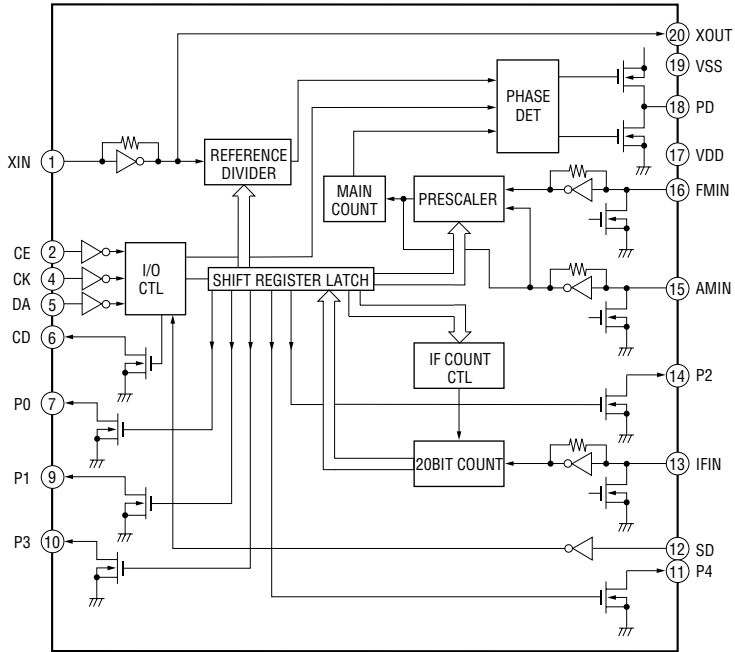 20 XOUT
19 VSS
PHASE
DET
18 PD
XIN 1
REFERENCE
DIVIDER
17 VDD
MAIN
COUNT
PRESCALER
16 FMIN
CE 2
I/O
CTL
CK 4
SHIFT REGISTER LATCH
15 AMIN
DA 5
CD 6
IF COUNT
CTL
14 P2
P0 7
20BIT COUNT
13 IFIN
P1 9
P3 10
12 SD
11 P4